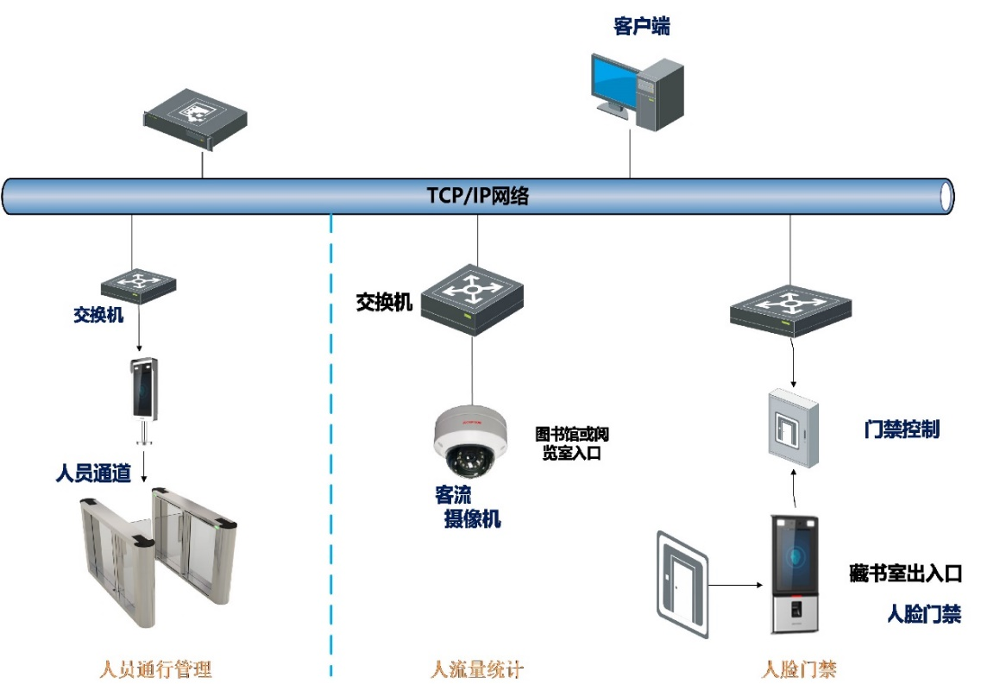 客户端
TCP/IP网络
交换机
交换机
门禁控制
图书馆或阅
览室入口
人员通道
客流
摄像机
藏书室出入口
人脸门禁
人员通行管理
人流量统计
人脸门禁